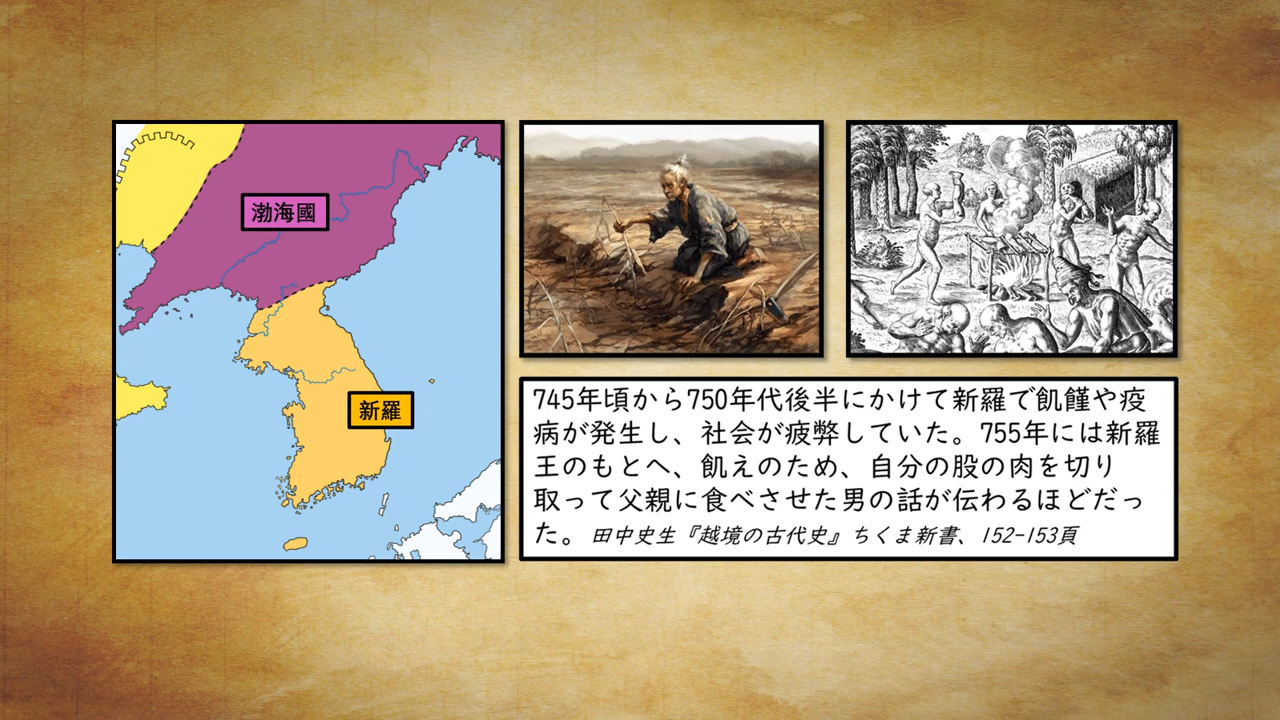 渤海國
新羅
745年頃から750年代後半にかけて新羅で飢饉や疫
病が発生し、社会が疲弊していた。755年には新羅
王のもとへ、飢えのため、自分の股の肉を切り
取って父親に食べさせた男の話が伝わるほどだっ
た。 田中史生『越境の古代史』ちくま新書、152-153頁